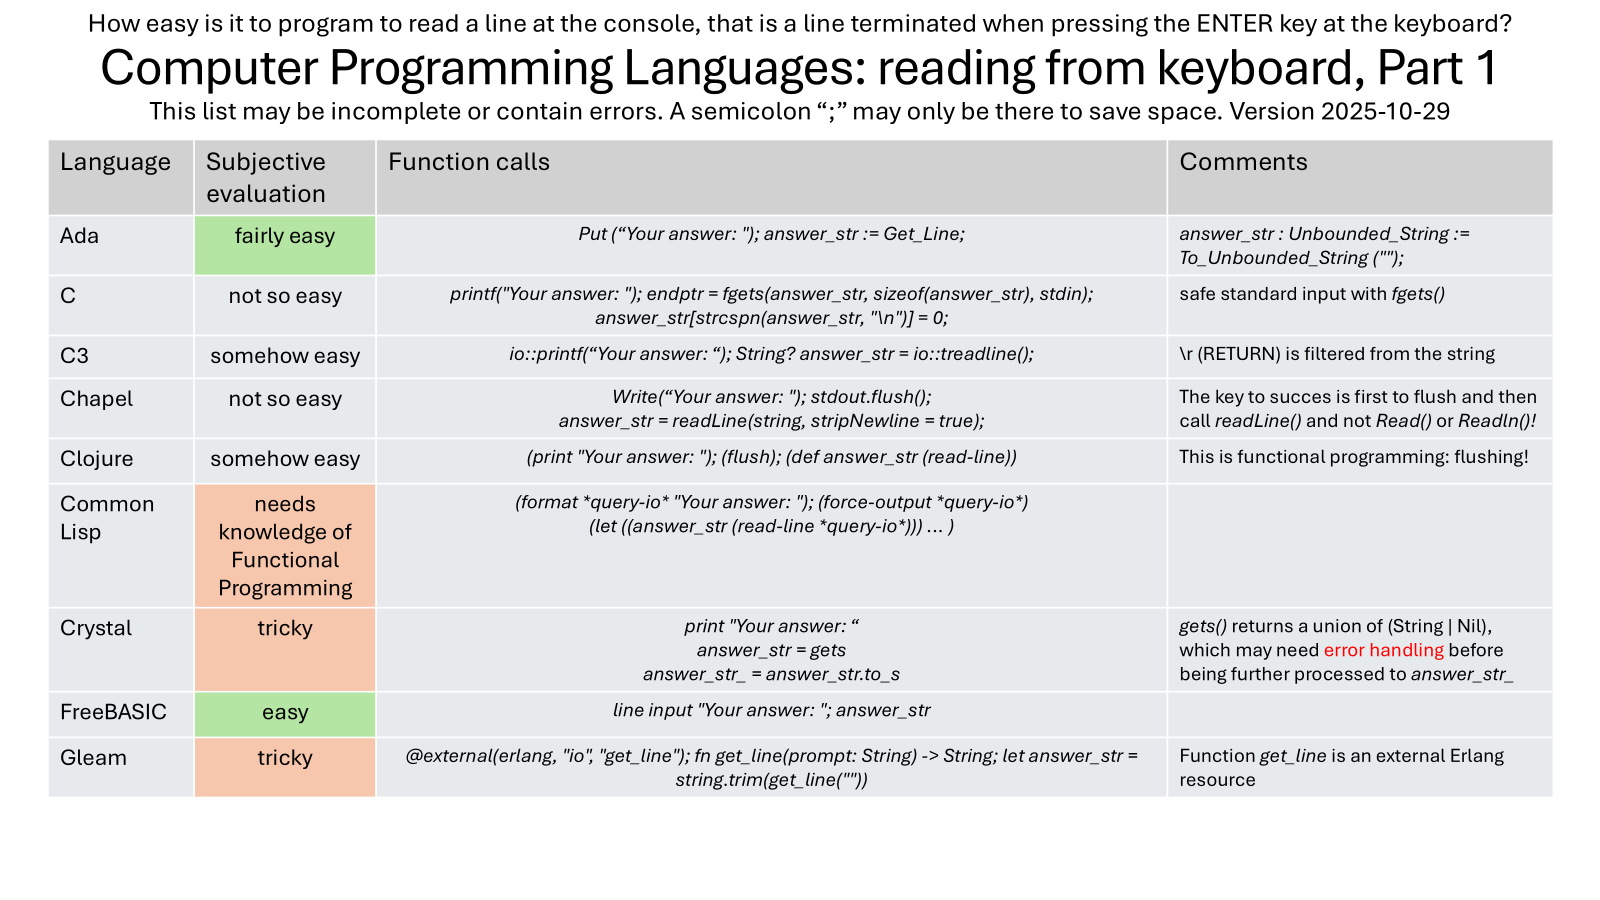 How easy is it to program to read a line at the console, that is a line terminated when pressing the ENTER key at the keyboard?
Computer Programming Languages: reading from keyboard, Part 1
This list may be incomplete or contain errors. A semicolon “;” may only be there to save space. Version 2025-10-29
Language
Subjective
evaluation
Function calls
Comments
Ada
fairly easy
Put (“Your answer: "); answer_str := Get_Line;
answer_str : Unbounded_String :=
To_Unbounded_String ("");
C
not so easy
printf("Your answer: "); endptr = fgets(answer_str, sizeof(answer_str), stdin);
answer_str[strcspn(answer_str, "\n")] = 0;
safe standard input with fgets()
C3
somehow easy
io::printf(“Your answer: “); String? answer_str = io::treadline();
\r (RETURN) is filtered from the string
Chapel
not so easy
Write(“Your answer: "); stdout.flush();
answer_str = readLine(string, stripNewline = true);
The key to succes is first to flush and then
call readLine() and not Read() or Readln()!
Clojure
somehow easy
(print "Your answer: "); (flush); (def answer_str (read-line))
This is functional programming: flushing!
Common
Lisp
needs
knowledge of
Functional
Programming
(format *query-io* "Your answer: "); (force-output *query-io*)
(let ((answer_str (read-line *query-io*))) ... )
Crystal
tricky
print "Your answer: “
answer_str = gets
answer_str_ = answer_str.to_s
gets() returns a union of (String | Nil),
which may need error handling before
being further processed to answer_str_
FreeBASIC
easy
line input "Your answer: "; answer_str
Gleam
tricky
@external(erlang, "io", "get_line"); fn get_line(prompt: String) -> String; let answer_str =
string.trim(get_line(""))
Function get_line is an external Erlang
resource